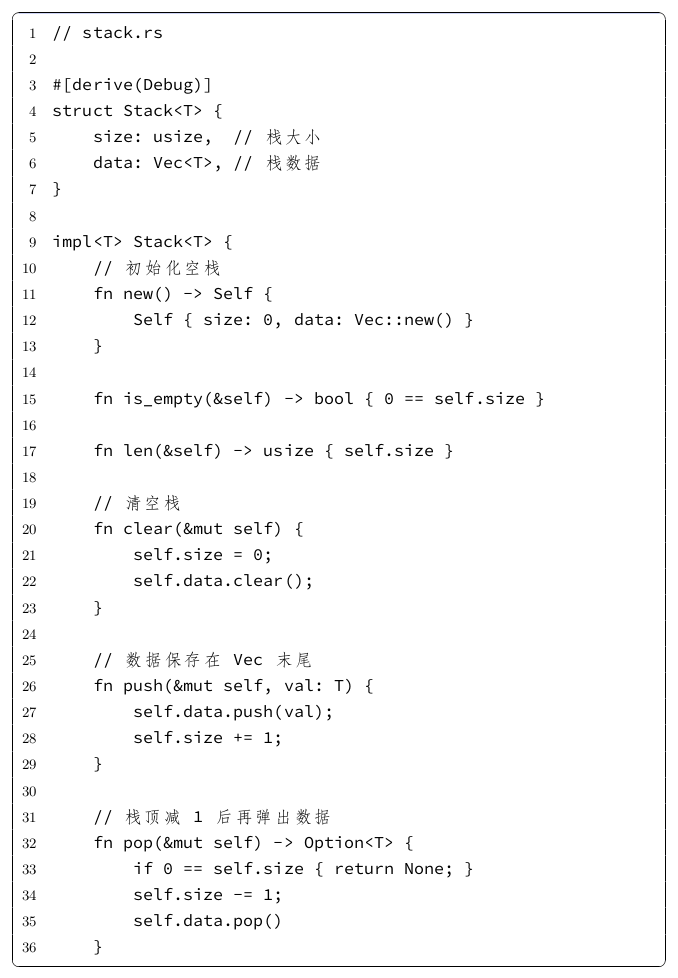 1 // stack.rs
2
3 #[derive(Debug)]
4 struct Stack<T> {
5     size: usize,  // 栈大小
6     data: Vec<T>, // 栈数据
7 }
8
9 impl<T> Stack<T> {
10     // 初始化空栈
11     fn new() -> Self {
12         Self { size: 0, data: Vec::new() }
13     }
14
15     fn is_empty(&self) -> bool { 0 == self.size }
16
17     fn len(&self) -> usize { self.size }
18
19     // 清空栈
20     fn clear(&mut self) {
21         self.size = 0;
22         self.data.clear();
23     }
24
25     // 数据保存在 Vec 末尾
26     fn push(&mut self, val: T) {
27         self.data.push(val);
28         self.size += 1;
29     }
30
31     // 栈顶减 1 后再弹出数据
32     fn pop(&mut self) -> Option<T> {
33         if 0 == self.size { return None; }
34         self.size -= 1;
35         self.data.pop()
36     }